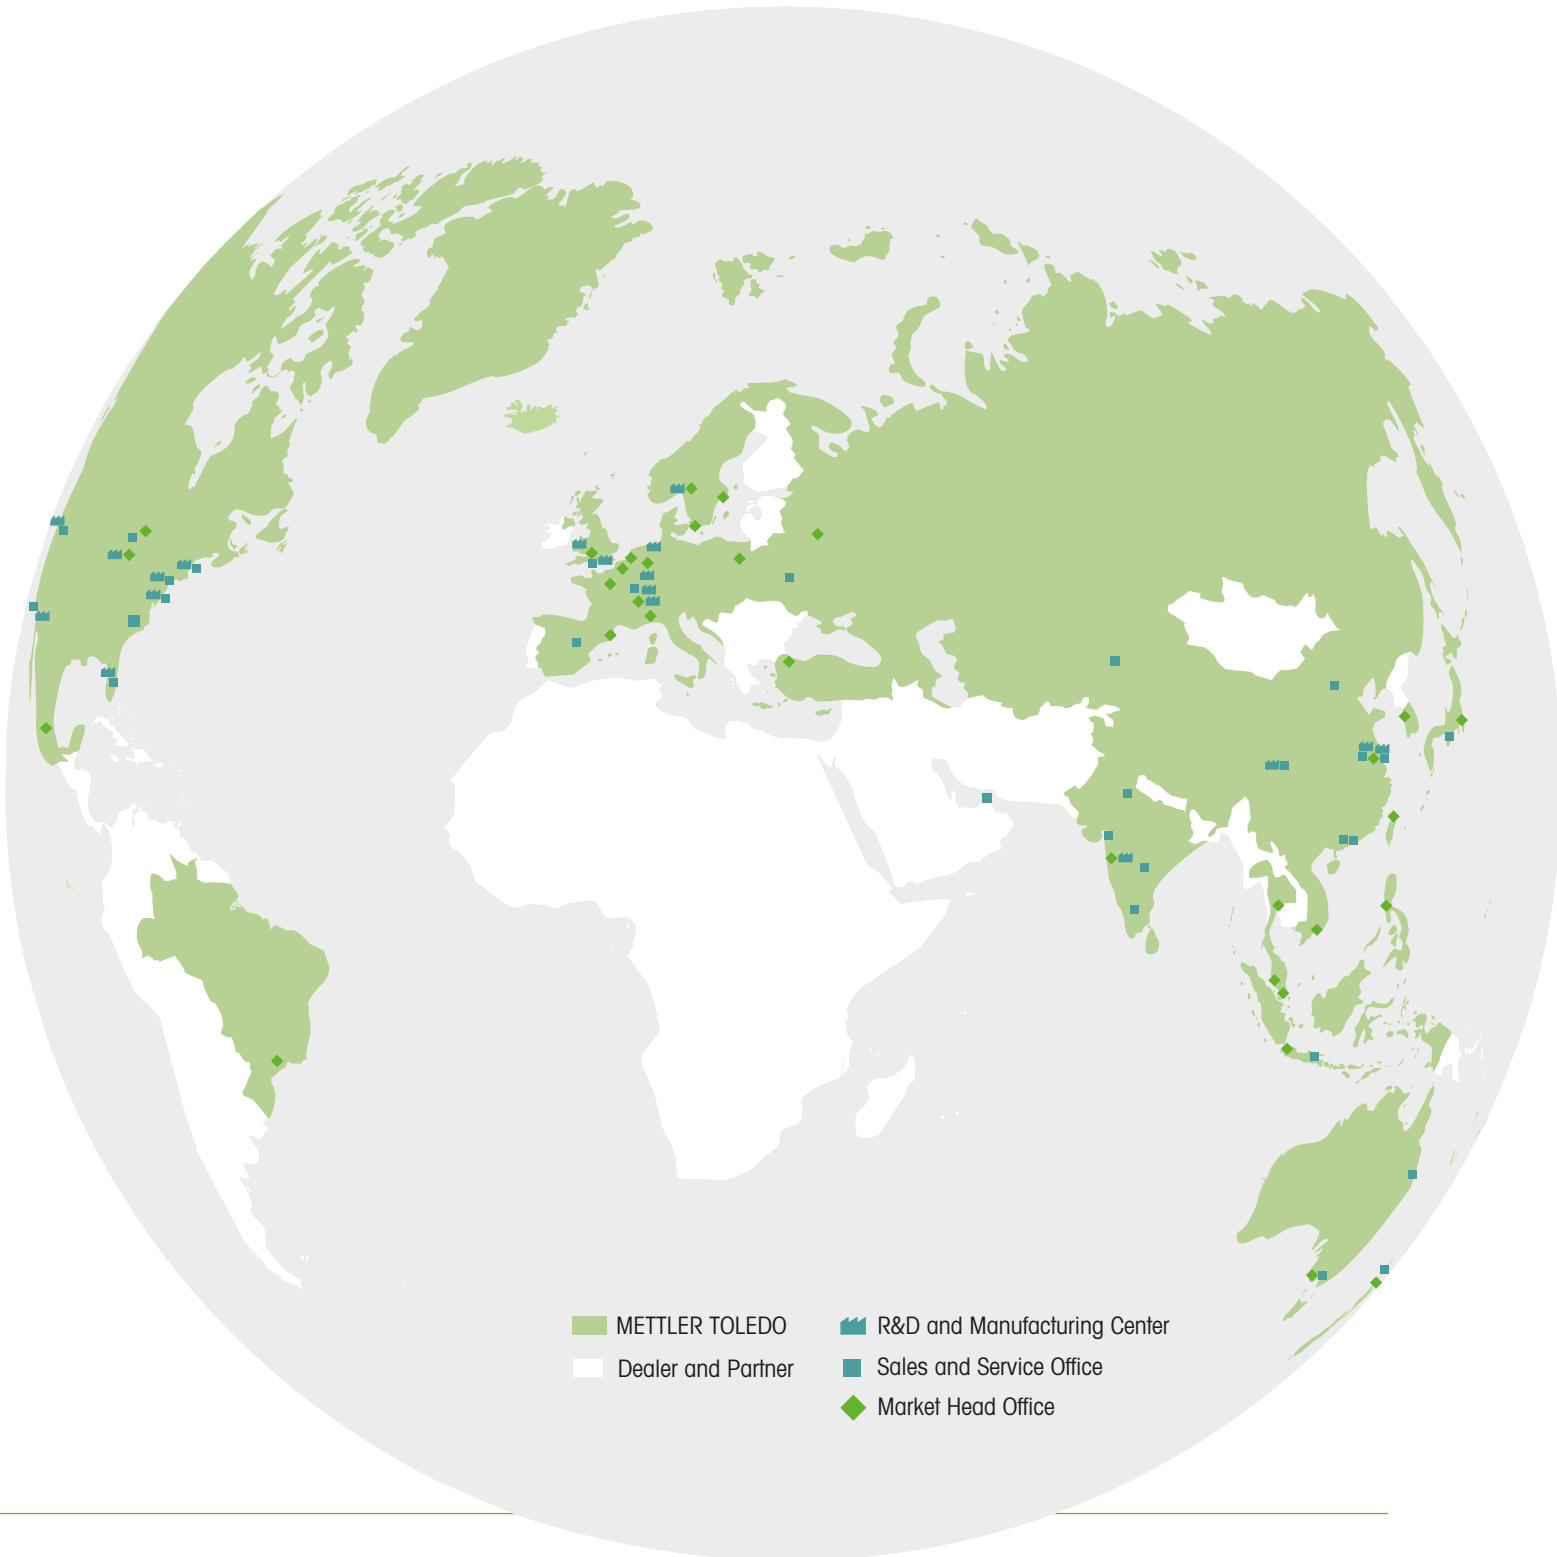 METTLER TOLEDO
Dealer and Partner
R&D and Manufacturing Center
Sales and Service Office
Market Head Office